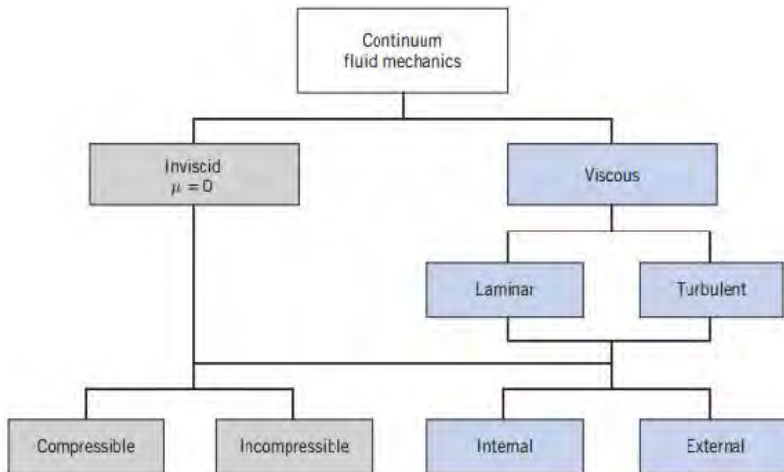 Continuum
fluid mechanics
Inviscid
μ = 0
Viscous
Laminar
Turbulent
Compressible
Incompressible
Internal
External